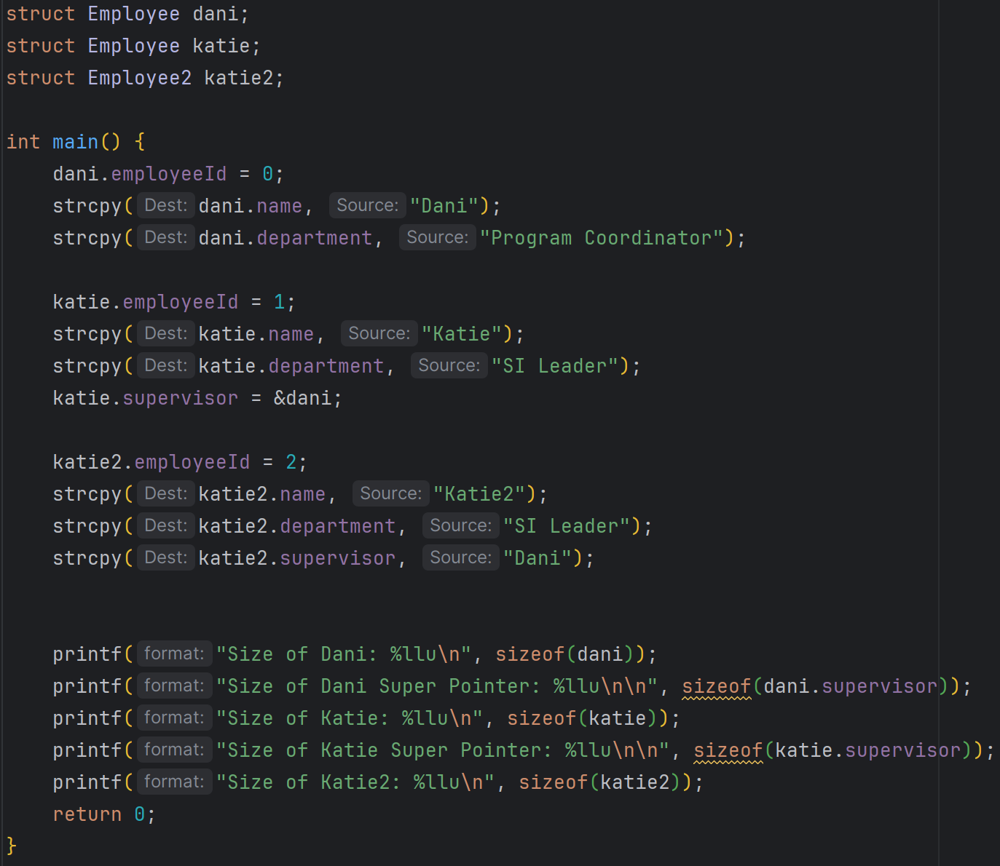 struct Employee dani;
struct Employee katie;
struct Employee2 katie2;
int main() {
dani.employeeId = 0;
strcpy( Dest: dani.name, Source: "Dani");
strcpy( Dest: dani.department, Source: "Program Coordinator");
katie.employeeId = 1;
strcpy( Dest: katie.name, Source: "Katie");
strcpy( Dest: katie.department, Source: "SI Leader");
katie.supervisor = &dani;
katie2.employeeId = 2;
strcpy( Dest: katie2.name, Source: "Katie2");
strcpy( Dest: katie2.department, Source: "SI Leader");
strcpy( Dest: katie2.supervisor, Source: "Dani");
printf( format: "Size of Dani: %llu\n", sizeof(dani));
printf( format: "Size of Dani Super Pointer: %llu\n\n", sizeof(dani.supervisor));
printf( format: "Size of Katie: %llu\n", sizeof(katie));
printf( format: "Size of Katie Super Pointer: %llu\n\n", sizeof(katie.supervisor));
printf( format: "Size of Katie2: %llu\n", sizeof(katie2));
return 0;
}